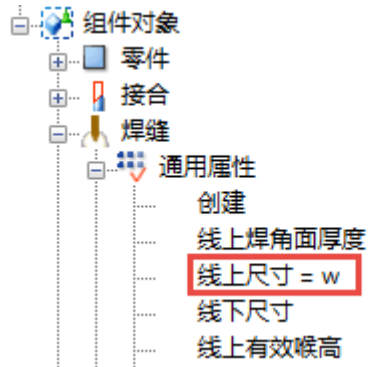 组件对象
零件
接合
焊缝
通用属性
创建
线上焊角面厚度
线上尺寸 = w
线下尺寸
线上有效喉高